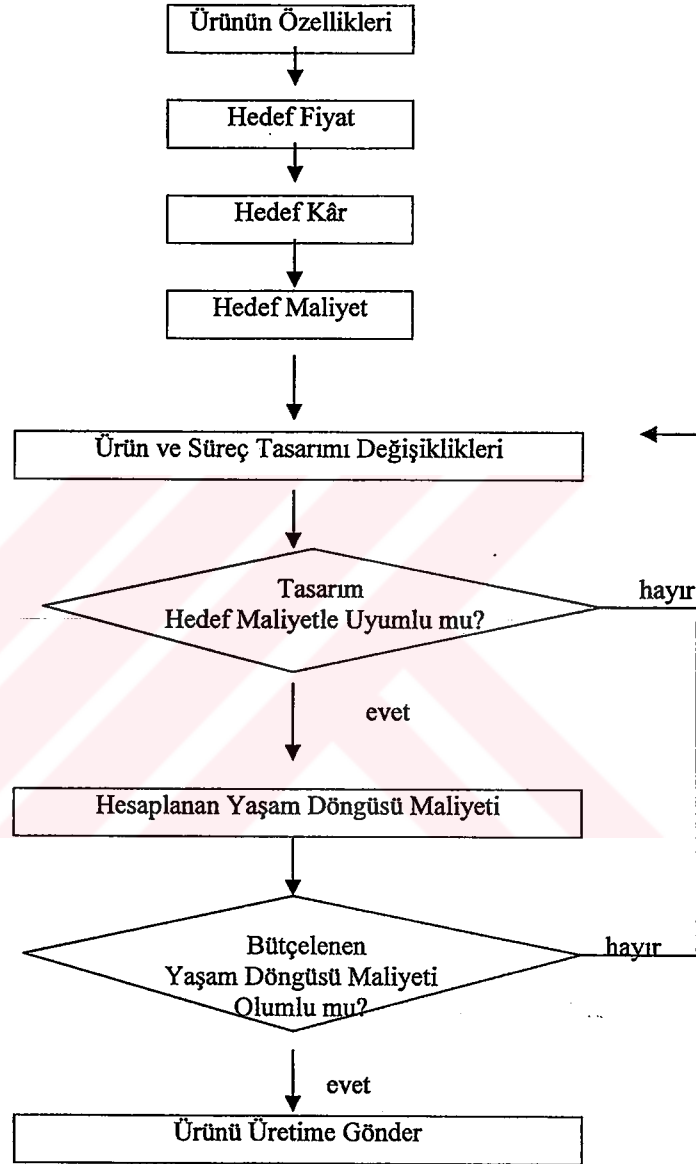 Ürünün Özellikleri
Hedef Fiyat
Hedef Kâr
Hedef Maliyet
Ürün ve Süreç Tasarımı Değişiklikleri
Tasarım
Hedef Maliyetle Uyumlu mu?
hayır
evet
Hesaplanan Yaşam Döngüsü Maliyeti
Bütçelenen
Yaşam Döngüsü Maliyeti
Olumlu mu?
hayır
evet
Ürünü Üretime Gönder